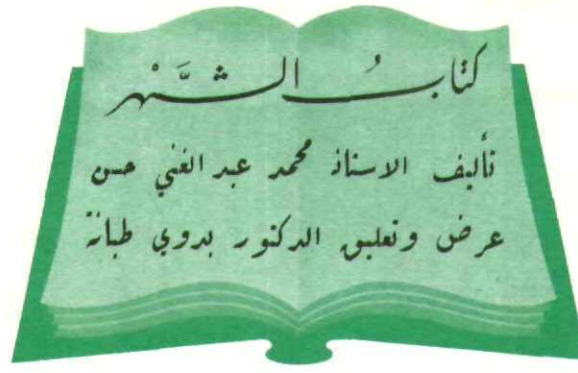 كتابُ الشَّهْر
تأليف الاستاذ محمد عبد الغني حسن
عرض وتعليق الدكتور بدوي طبانة